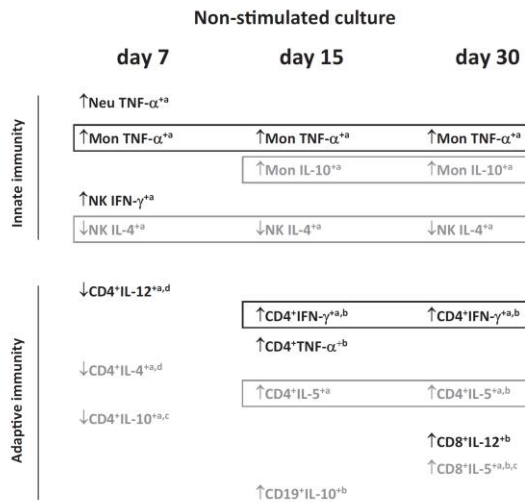 Non-stimulated culture
day 7 day 15 day 30
Innate immunity
↑Neu TNF-α⁺ᵃ
↑Mon TNF-α⁺ᵃ ↑Mon TNF-α⁺ᵃ ↑Mon TNF-α⁺ᵃ
↑Mon IL-10⁺ᵃ ↑Mon IL-10⁺ᵃ
↑NK IFN-γ⁺ᵃ
↓NK IL-4⁺ᵃ ↓NK IL-4⁺ᵃ ↓NK IL-4⁺ᵃ
Adaptive immunity
↓CD4⁺IL-12⁺ᵃ,ᵈ
↑CD4⁺IFN-γ⁺ᵃ,ᵇ ↑CD4⁺IFN-γ⁺ᵃ,ᵇ
↑CD4⁺TNF-α⁺ᵇ
↓CD4⁺IL-4⁺ᵃ,ᵈ
↑CD4⁺IL-5⁺ᵃ ↑CD4⁺IL-5⁺ᵃ,ᵇ
↓CD4⁺IL-10⁺ᵃ,ᶜ
↑CD8⁺IL-12⁺ᵇ
↑CD8⁺IL-5⁺ᵃ,ᵇ,ᶜ
↑CD19⁺IL-10⁺ᵇ